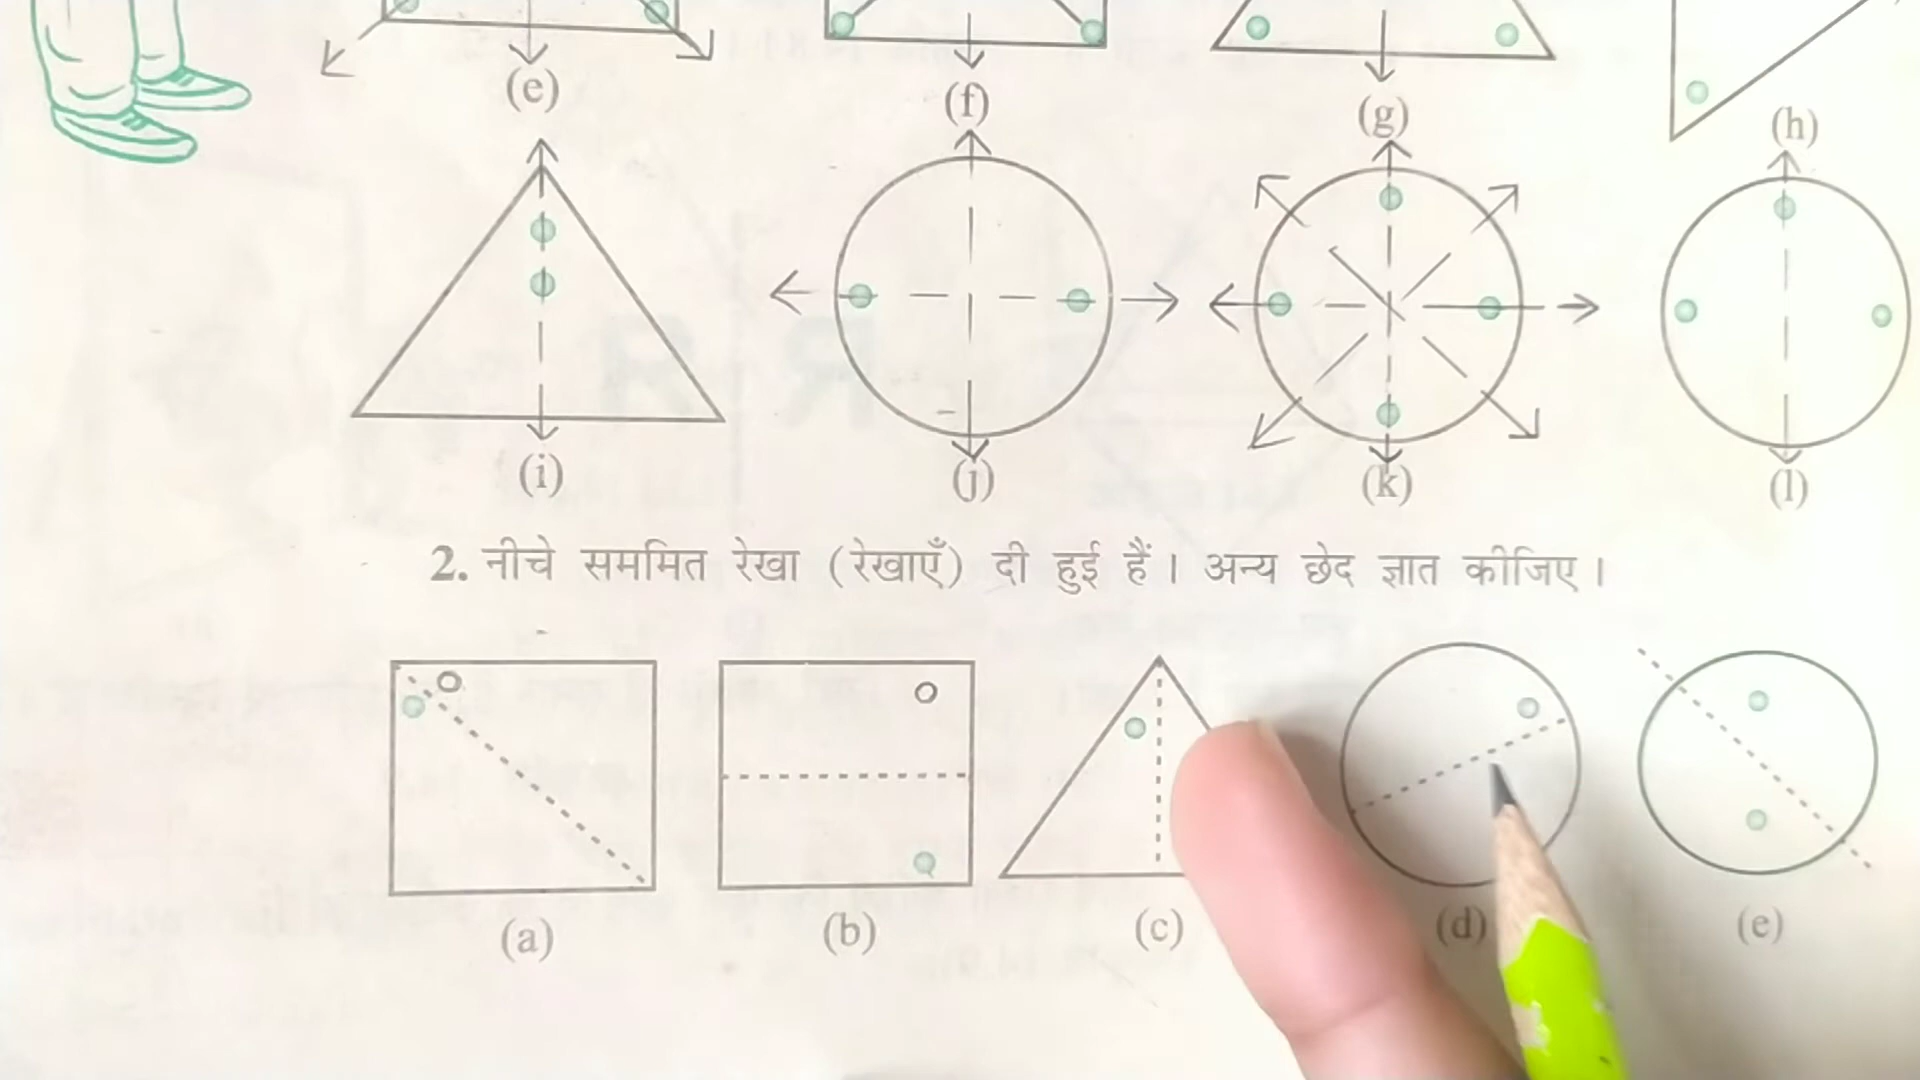 (e) (f) (g) (h)
(i) (j) (k) (l)
2. नीचे सममित रेखा (रेखाएँ) दी हुई हैं। अन्य छेद ज्ञात कीजिए।
(a) (b) (c) (d) (e)